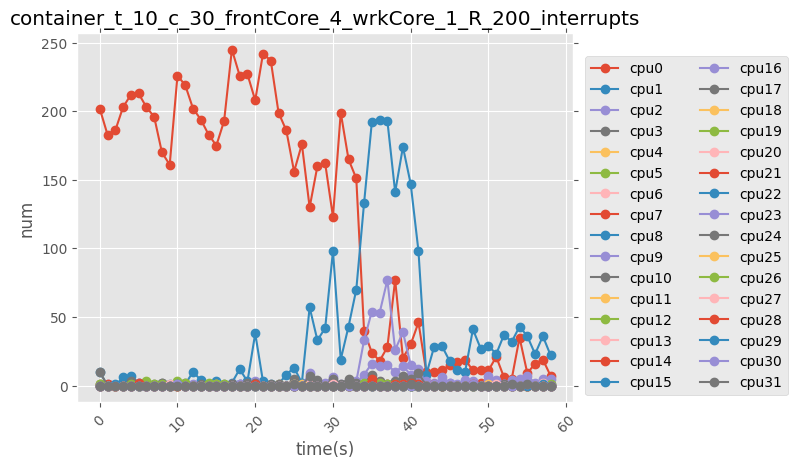 container_t_10_c_30_frontCore_4_wrkCore_1_R_200_interrupts
250
200
150
100
50
0
num
0 10 20 30 40 50 60
time(s)
cpu0 cpu16
cpu1 cpu17
cpu2 cpu18
cpu3 cpu19
cpu4 cpu20
cpu5 cpu21
cpu6 cpu22
cpu7 cpu23
cpu8 cpu24
cpu9 cpu25
cpu10 cpu26
cpu11 cpu27
cpu12 cpu28
cpu13 cpu29
cpu14 cpu30
cpu15 cpu31